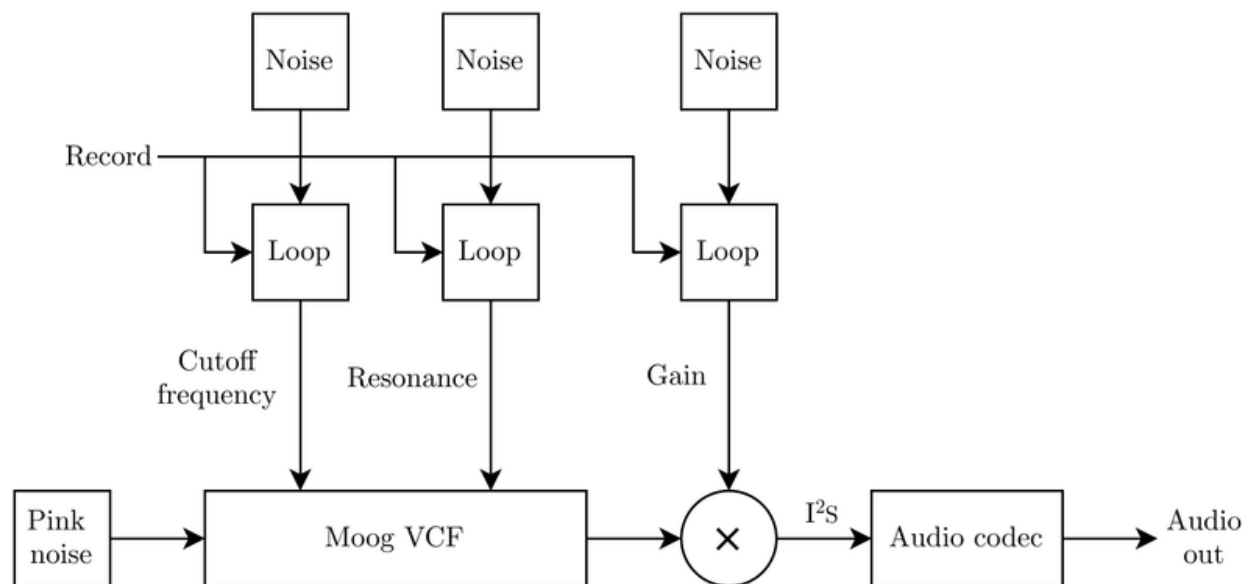 Noise
Noise
Noise
Record
Loop
Loop
Loop
Cutoff
frequency
Resonance
Gain
Pink
noise
Moog VCF
×
I²S
Audio codec
Audio
out